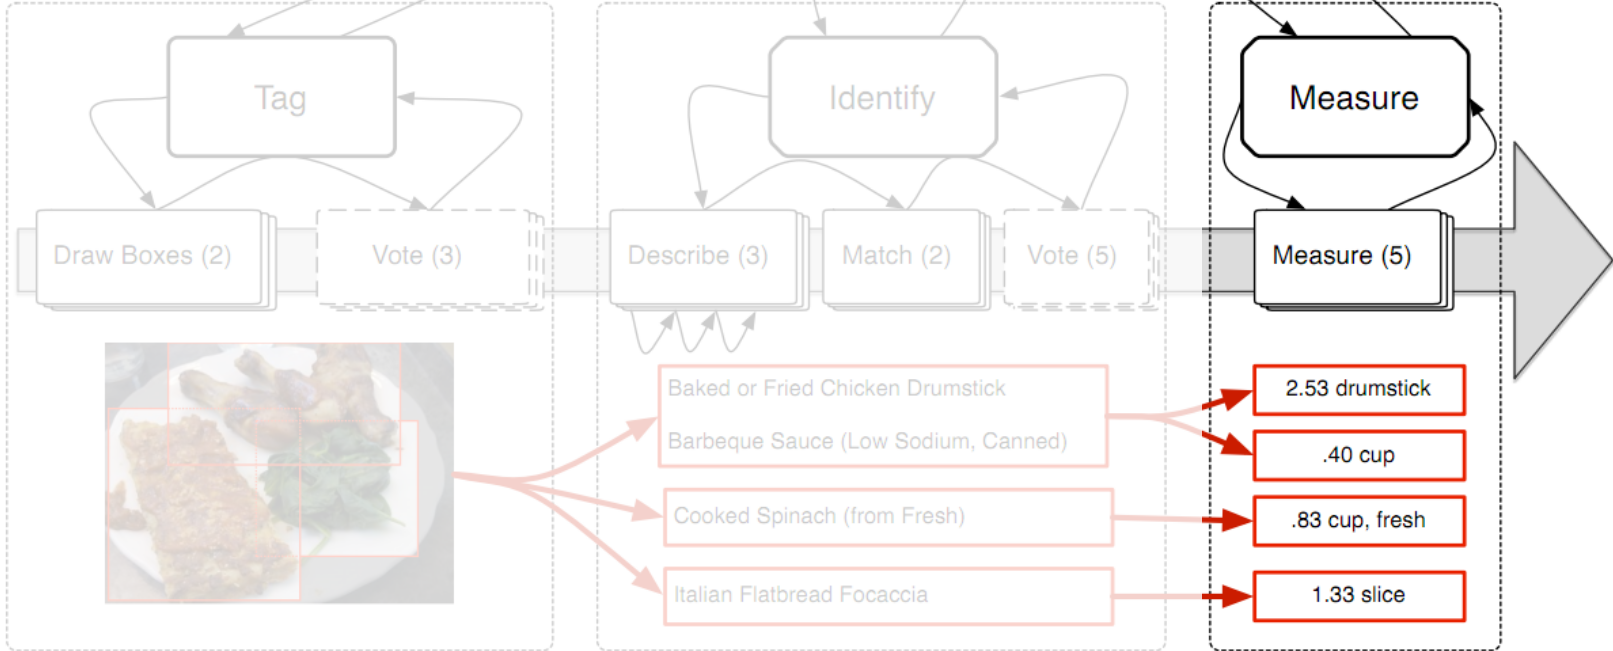 Tag
Identify
Measure
Draw Boxes (2)
Vote (3)
Describe (3)
Match (2)
Vote (5)
Measure (5)
Baked or Fried Chicken Drumstick
Barbeque Sauce (Low Sodium, Canned)
2.53 drumstick
.40 cup
Cooked Spinach (from Fresh)
.83 cup, fresh
Italian Flatbread Focaccia
1.33 slice